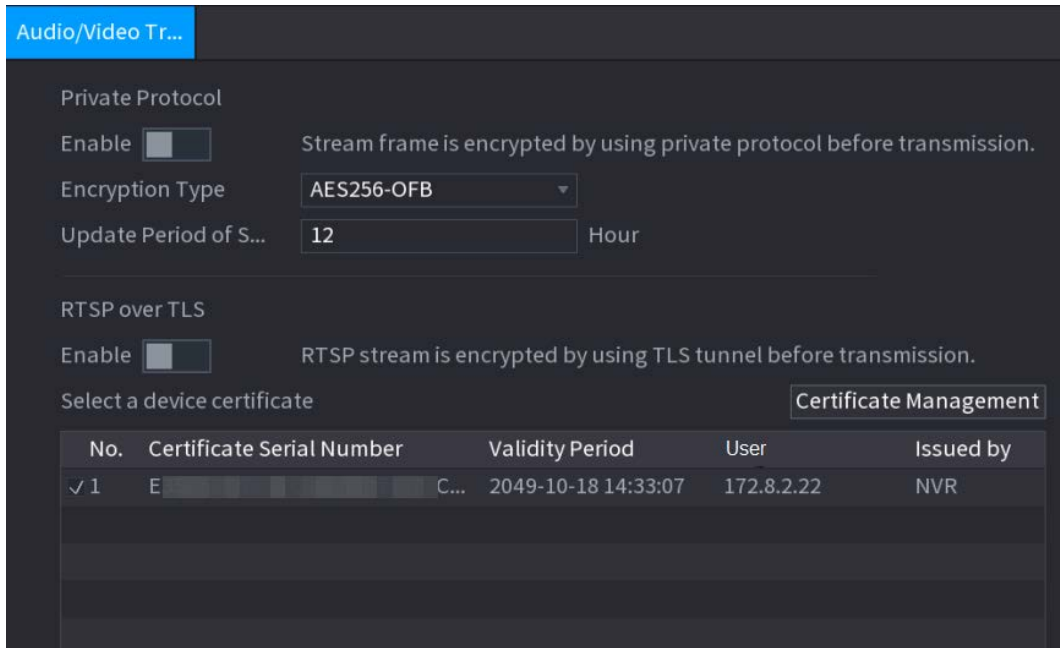 Audio/Video Tr...
Private Protocol
Enable Stream frame is encrypted by using private protocol before transmission.
Encryption Type AES256-OFB
Update Period of S... 12 Hour
RTSP over TLS
Enable RTSP stream is encrypted by using TLS tunnel before transmission.
Select a device certificate Certificate Management
No. Certificate Serial Number Validity Period User Issued by
1 E C... 2049-10-18 14:33:07 172.8.2.22 NVR